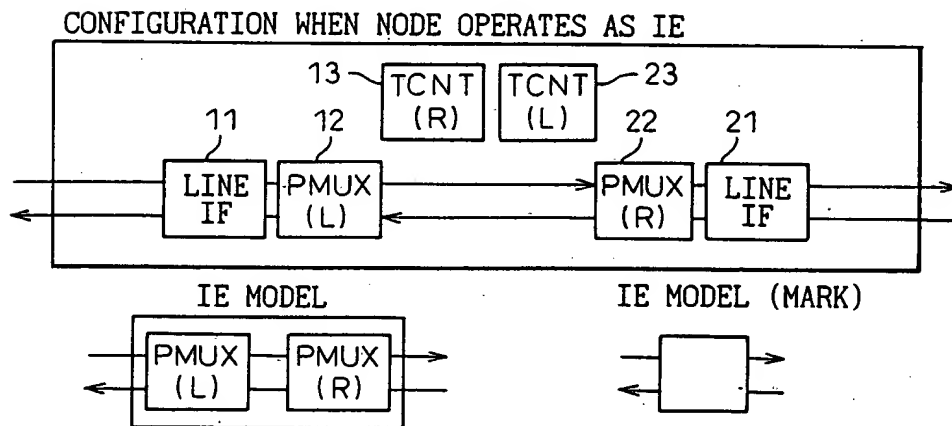 CONFIGURATION WHEN NODE OPERATES AS IE
13 TCNT (R) TCNT (L) 23
11 12 22 21
LINE IF PMUX (L) PMUX (R) LINE IF
IE MODEL IE MODEL (MARK)
PMUX (L) PMUX (R)